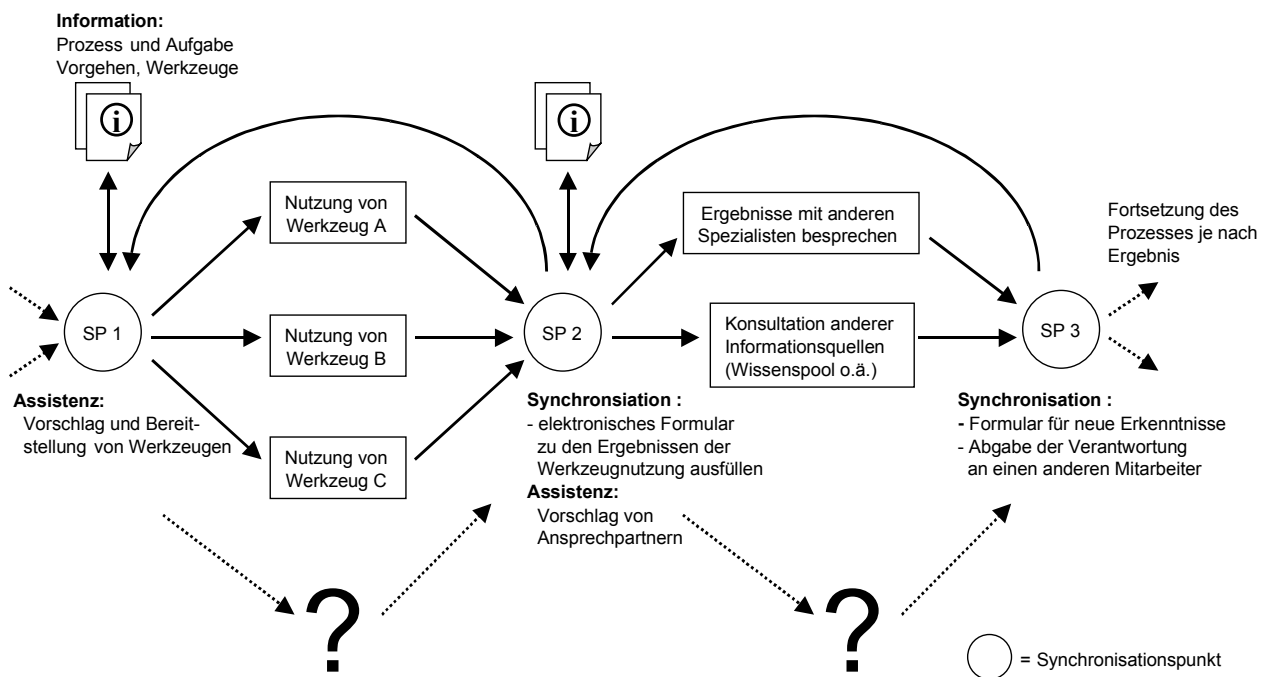 Information:
Prozess und Aufgabe
Vorgehen, Werkzeuge
i
i
Nutzung von
Werkzeug A
Ergebnisse mit anderen
Spezialisten besprechen
Fortsetzung des
Prozesses je nach
Ergebnis
SP 1
Nutzung von
Werkzeug B
SP 2
Konsultation anderer
Informationsquellen
(Wissenspool o.ä.)
SP 3
Assistenz:
Vorschlag und Bereit-
stellung von Werkzeugen
Nutzung von
Werkzeug C
Synchronsiation :
- elektronisches Formular
zu den Ergebnissen der
Werkzeugnutzung ausfüllen
Assistenz:
Vorschlag von
Ansprechpartnern
Synchronisation :
- Formular für neue Erkenntnisse
- Abgabe der Verantwortung
an einen anderen Mitarbeiter
?
?
= Synchronisationspunkt